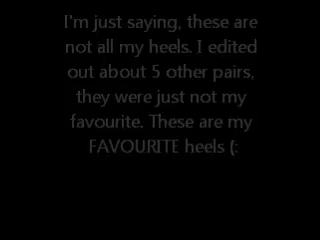 I'm just saying, these are
not all my heels. I edited
out about 5 other pairs,
they were just not my
favourite. These are my
FAVOURITE heels (: